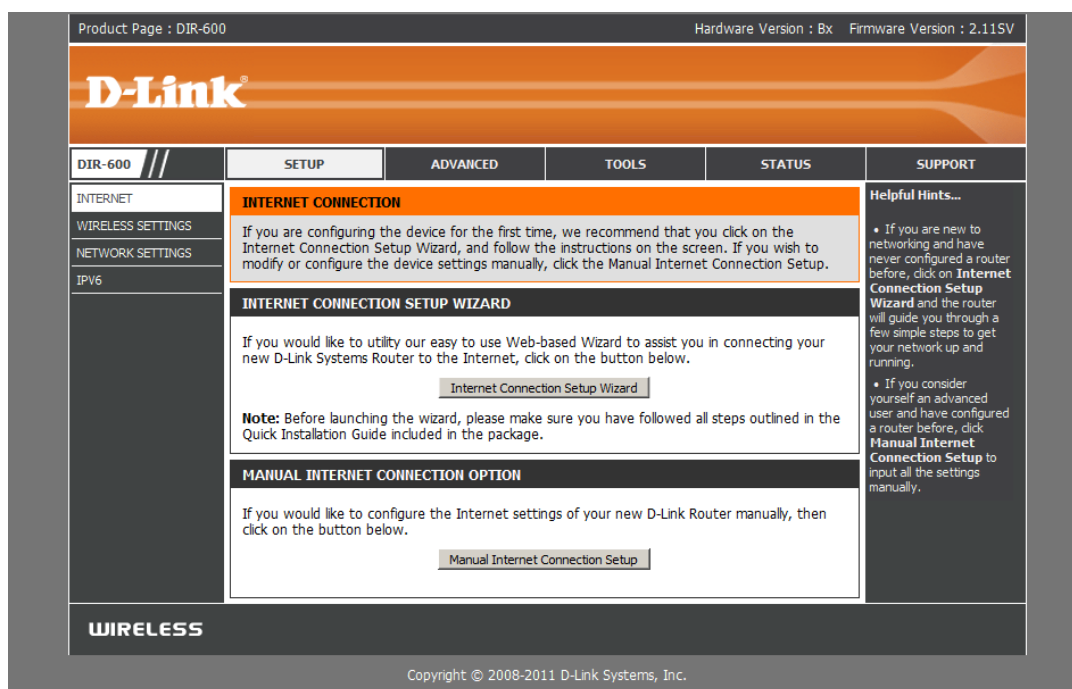 Product Page : DIR-600
Hardware Version : Bx Firmware Version : 2.11SV
D-Link®
DIR-600
SETUP
ADVANCED
TOOLS
STATUS
SUPPORT
INTERNET
WIRELESS SETTINGS
NETWORK SETTINGS
IPV6
INTERNET CONNECTION
If you are configuring the device for the first time, we recommend that you click on the
Internet Connection Setup Wizard, and follow the instructions on the screen. If you wish to
modify or configure the device settings manually, click the Manual Internet Connection Setup.
INTERNET CONNECTION SETUP WIZARD
If you would like to utility our easy to use Web-based Wizard to assist you in connecting your
new D-Link Systems Router to the Internet, click on the button below.
Internet Connection Setup Wizard
Note: Before launching the wizard, please make sure you have followed all steps outlined in the
Quick Installation Guide included in the package.
MANUAL INTERNET CONNECTION OPTION
If you would like to configure the Internet settings of your new D-Link Router manually, then
click on the button below.
Manual Internet Connection Setup
Helpful Hints...
• If you are new to
networking and have
never configured a router
before, click on Internet
Connection Setup
Wizard and the router
will guide you through a
few simple steps to get
your network up and
running.
• If you consider
yourself an advanced
user and have configured
a router before, click
Manual Internet
Connection Setup to
input all the settings
manually.
WIRELESS
Copyright © 2008-2011 D-Link Systems, Inc.